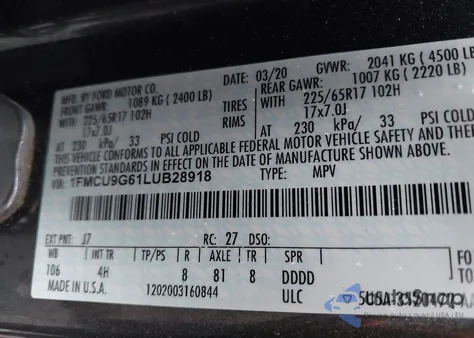 MFD. BY FORD MOTOR CO.
DATE: 03/20 GVWR: 2041 KG ( 4500 LB)
FRONT GAWR: 1089 KG ( 2400 LB) REAR GAWR: 1007 KG ( 2220 LB)
WITH 225/65R17 102H TIRES WITH 225/65R17 102H
17x7.0J RIMS 17x7.0J
AT 230 kPa/ 33 PSI COLD AT 230 kPa/ 33 PSI COLD
THIS VEHICLE CONFORMS TO ALL APPLICABLE FEDERAL MOTOR VEHICLE SAFETY AND THEFT
PREVENTION STANDARDS IN EFFECT ON THE DATE OF MANUFACTURE SHOWN ABOVE.
VIN: 1FMCU9G61LUB28918
TYPE: MPV
EXT PNT: J7 RC: 27 DSO:
WB INT TR TP/PS R AXLE TR SPR
106 4H 8 81 8 DDDD
MADE IN U.S.A. 1202003160844 ULC